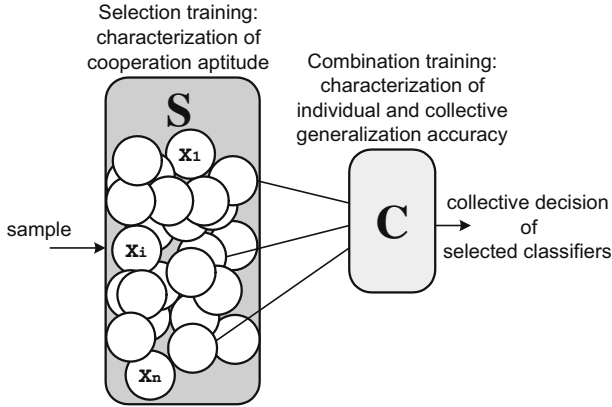 Selection training:
characterization of
cooperation aptitude
S
x1
xi
xn
sample
Combination training:
characterization of
individual and collective
generalization accuracy
C
collective decision
of
selected classifiers